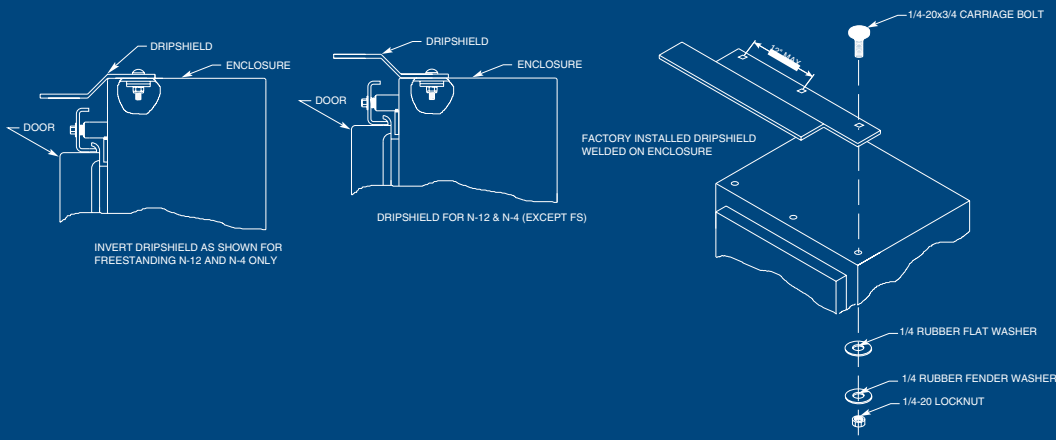 DRIPSHIELD
ENCLOSURE
DOOR
INVERT DRIPSHIELD AS SHOWN FOR
FREESTANDING N-12 AND N-4 ONLY
DRIPSHIELD
ENCLOSURE
DOOR
DRIPSHIELD FOR N-12 & N-4 (EXCEPT FS)
1/4-20x3/4 CARRIAGE BOLT
12" MAX
FACTORY INSTALLED DRIPSHIELD
WELDED ON ENCLOSURE
1/4 RUBBER FLAT WASHER
1/4 RUBBER FENDER WASHER
1/4-20 LOCKNUT